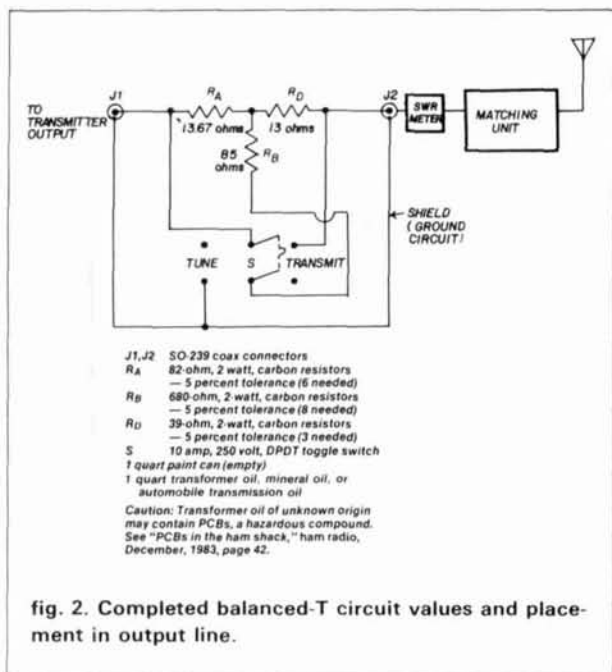 J1
R_A
R_D
J2
TO TRANSMITTER OUTPUT
13.67 ohms
13 ohms
85 ohms
R_B
SWR METER
MATCHING UNIT
SHIELD (GROUND CIRCUIT)
TUNE
S
TRANSMIT
J1,J2 SO-239 coax connectors
R_A 82-ohm, 2 watt, carbon resistors
— 5 percent tolerance (6 needed)
R_B 680-ohm, 2-watt, carbon resistors
— 5 percent tolerance (8 needed)
R_D 39-ohm, 2-watt, carbon resistors
— 5 percent tolerance (3 needed)
S 10 amp, 250 volt, DPDT toggle switch
1 quart paint can (empty)
1 quart transformer oil, mineral oil, or
automobile transmission oil
Caution: Transformer oil of unknown origin
may contain PCBs, a hazardous compound.
See "PCBs in the ham shack," ham radio,
December, 1983, page 42.
fig. 2. Completed balanced-T circuit values and place-
ment in output line.